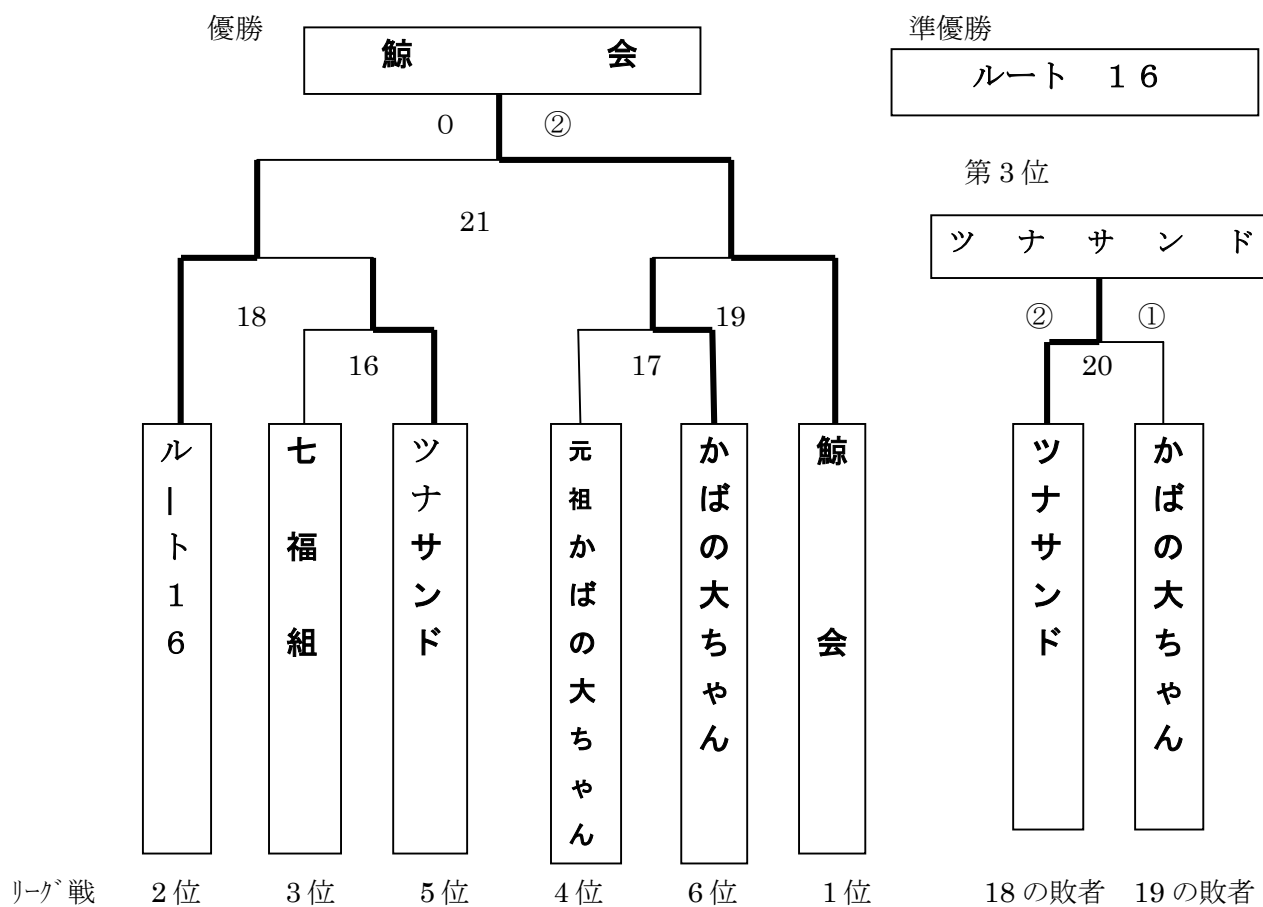 優勝
鯨 会
準優勝
ルート １６
0 ②
第3位
ツナサンド
21
② ①
18
19
16
17
20
ルート１６
七福組
ツナサンド
元祖かばの大ちゃん
かばの大ちゃん
鯨会
ツナサンド
かばの大ちゃん
ﾘｰｸﾞ戦 2位 3位 5位 4位 6位 1位 18の敗者 19の敗者